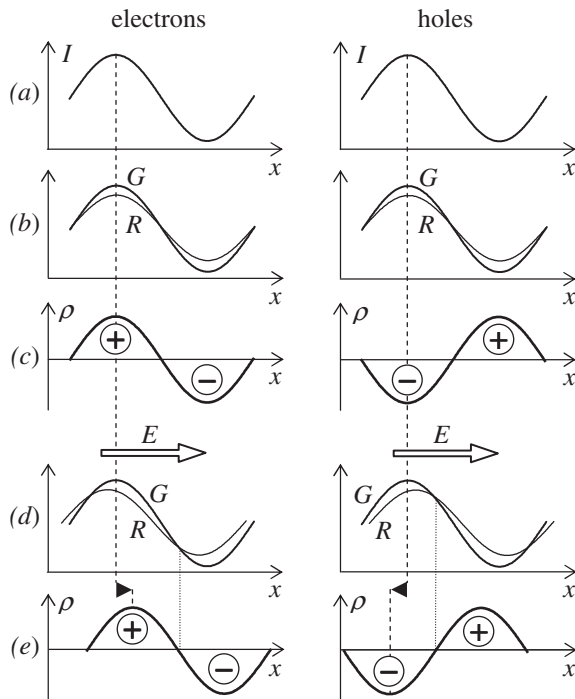 electrons holes
(a) I x I x
(b) G R x G R x
(c) ρ + − x ρ − + x
E E
(d) G R x G R x
(e) ρ + − x ρ − + x